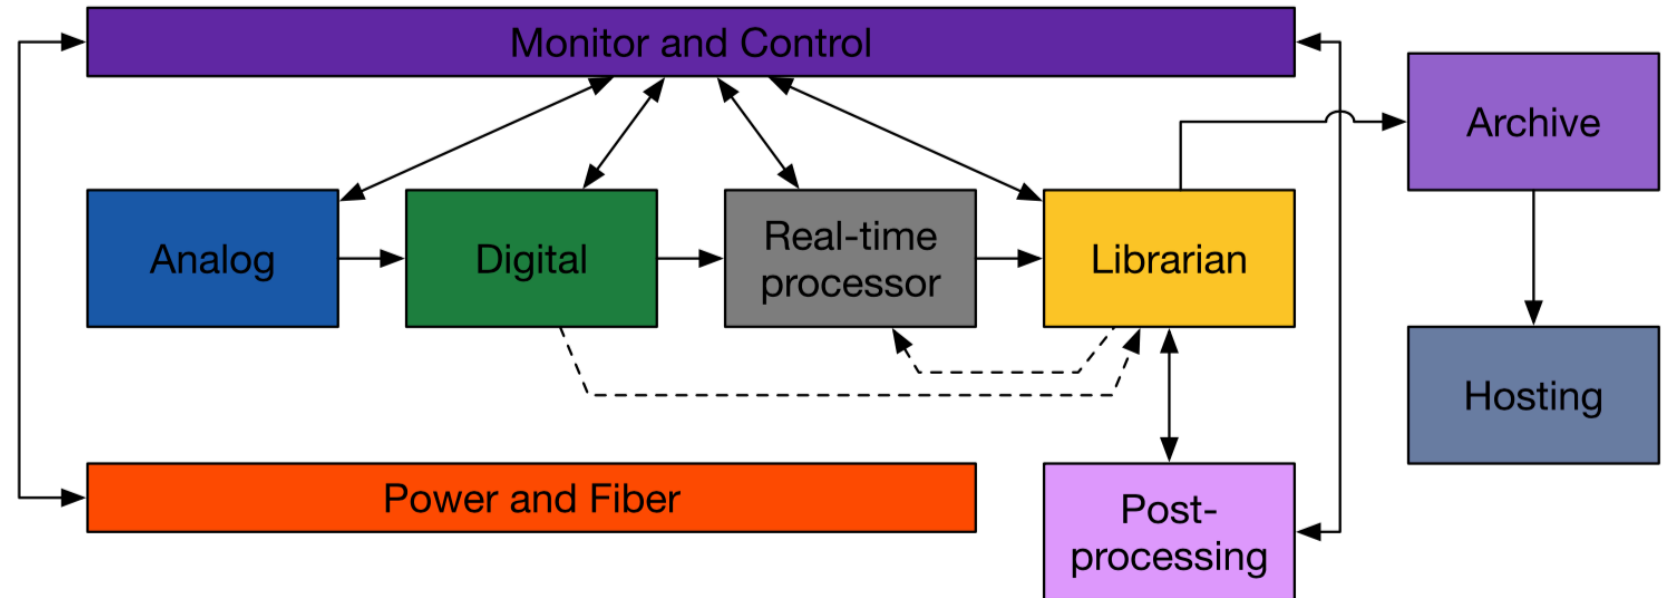 Monitor and Control
Archive
Analog
Digital
Real-time
processor
Librarian
Hosting
Power and Fiber
Post-
processing